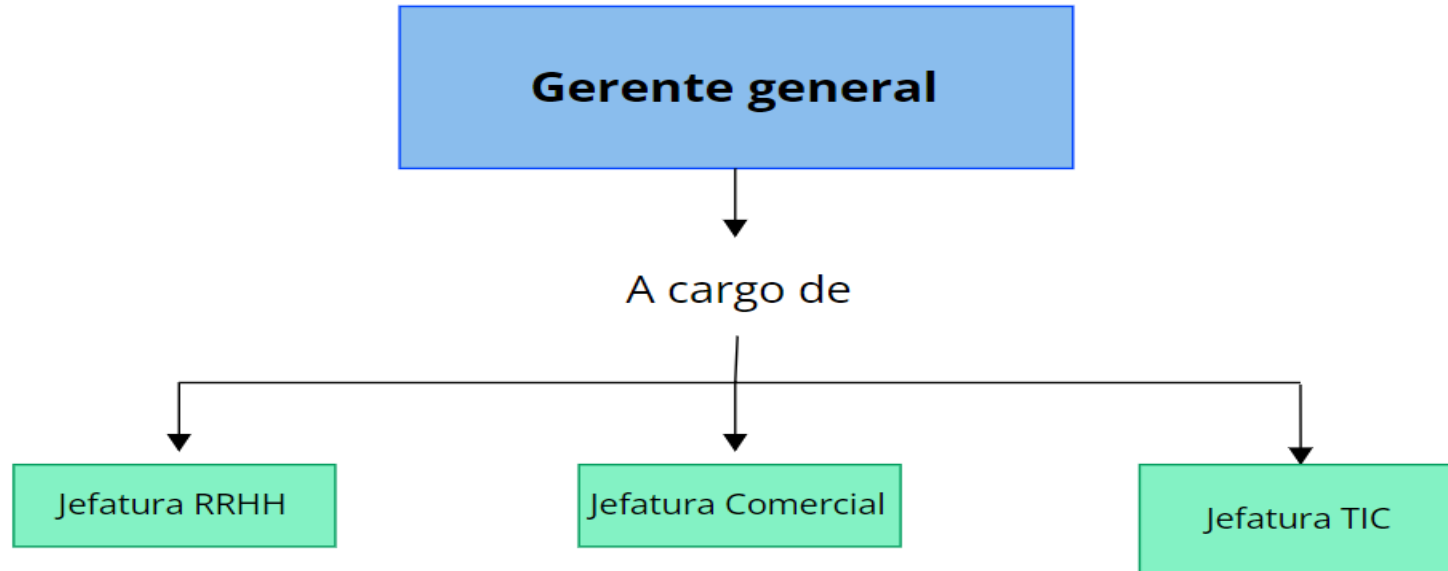 Gerente general
A cargo de
Jefatura RRHH
Jefatura Comercial
Jefatura TIC